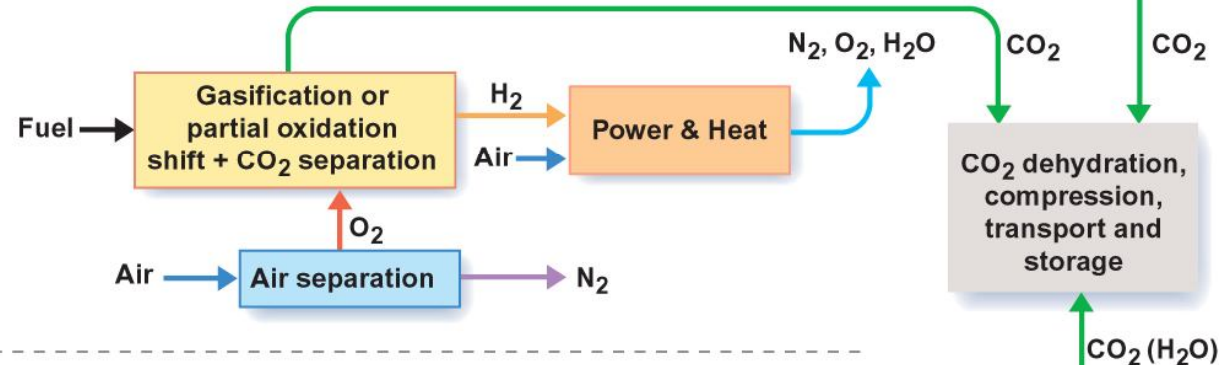 N₂, O₂, H₂O
CO₂
CO₂
Gasification or
partial oxidation
shift + CO₂ separation
Fuel
H₂
Air
Power & Heat
CO₂ dehydration,
compression,
transport and
storage
O₂
Air
Air separation
N₂
CO₂ (H₂O)